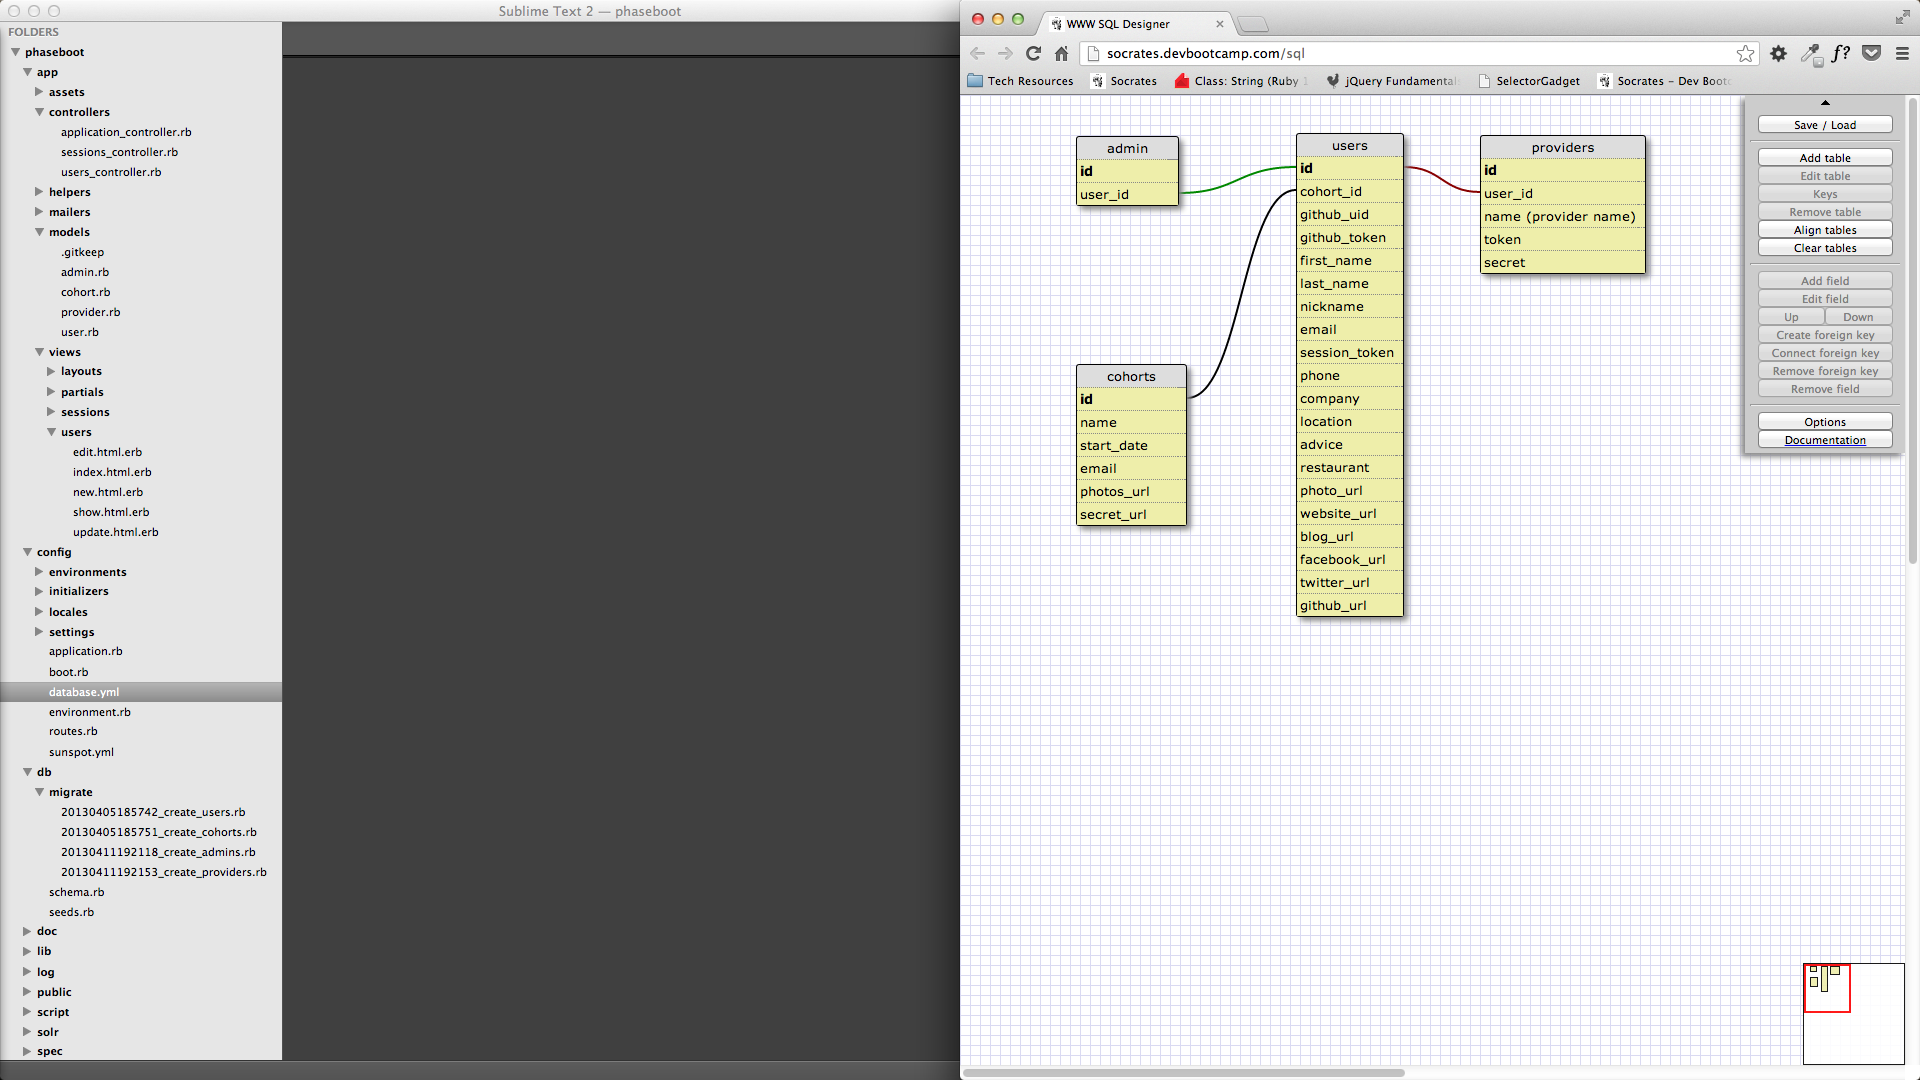 Sublime Text 2 — phaseboot
FOLDERS
phaseboot
app
assets
controllers
application_controller.rb
sessions_controller.rb
users_controller.rb
helpers
mailers
models
.gitkeep
admin.rb
cohort.rb
provider.rb
user.rb
views
layouts
partials
sessions
users
edit.html.erb
index.html.erb
new.html.erb
show.html.erb
update.html.erb
config
environments
initializers
locales
settings
application.rb
boot.rb
database.yml
environment.rb
routes.rb
sunspot.yml
db
migrate
20130405185742_create_users.rb
20130405185751_create_cohorts.rb
20130411192118_create_admins.rb
20130411192153_create_providers.rb
schema.rb
seeds.rb
doc
lib
log
public
script
solr
spec
WWW SQL Designer
socrates.devbootcamp.com/sql
f?
Tech Resources Socrates Class: String (Ruby 1 jQuery Fundamental SelectorGadget Socrates – Dev Boot
admin
id
user_id
cohorts
id
name
start_date
email
photos_url
secret_url
users
id
cohort_id
github_uid
github_token
first_name
last_name
nickname
email
session_token
phone
company
location
advice
restaurant
photo_url
website_url
blog_url
facebook_url
twitter_url
github_url
providers
id
user_id
name (provider name)
token
secret
Save / Load
Add table
Edit table
Keys
Remove table
Align tables
Clear tables
Add field
Edit field
Up Down
Create foreign key
Connect foreign key
Remove foreign key
Remove field
Options
Documentation